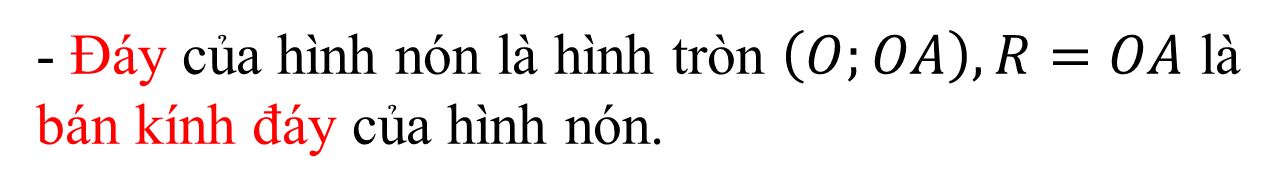 - Đáy của hình nón là hình tròn (O; OA), R = OA là
bán kính đáy của hình nón.